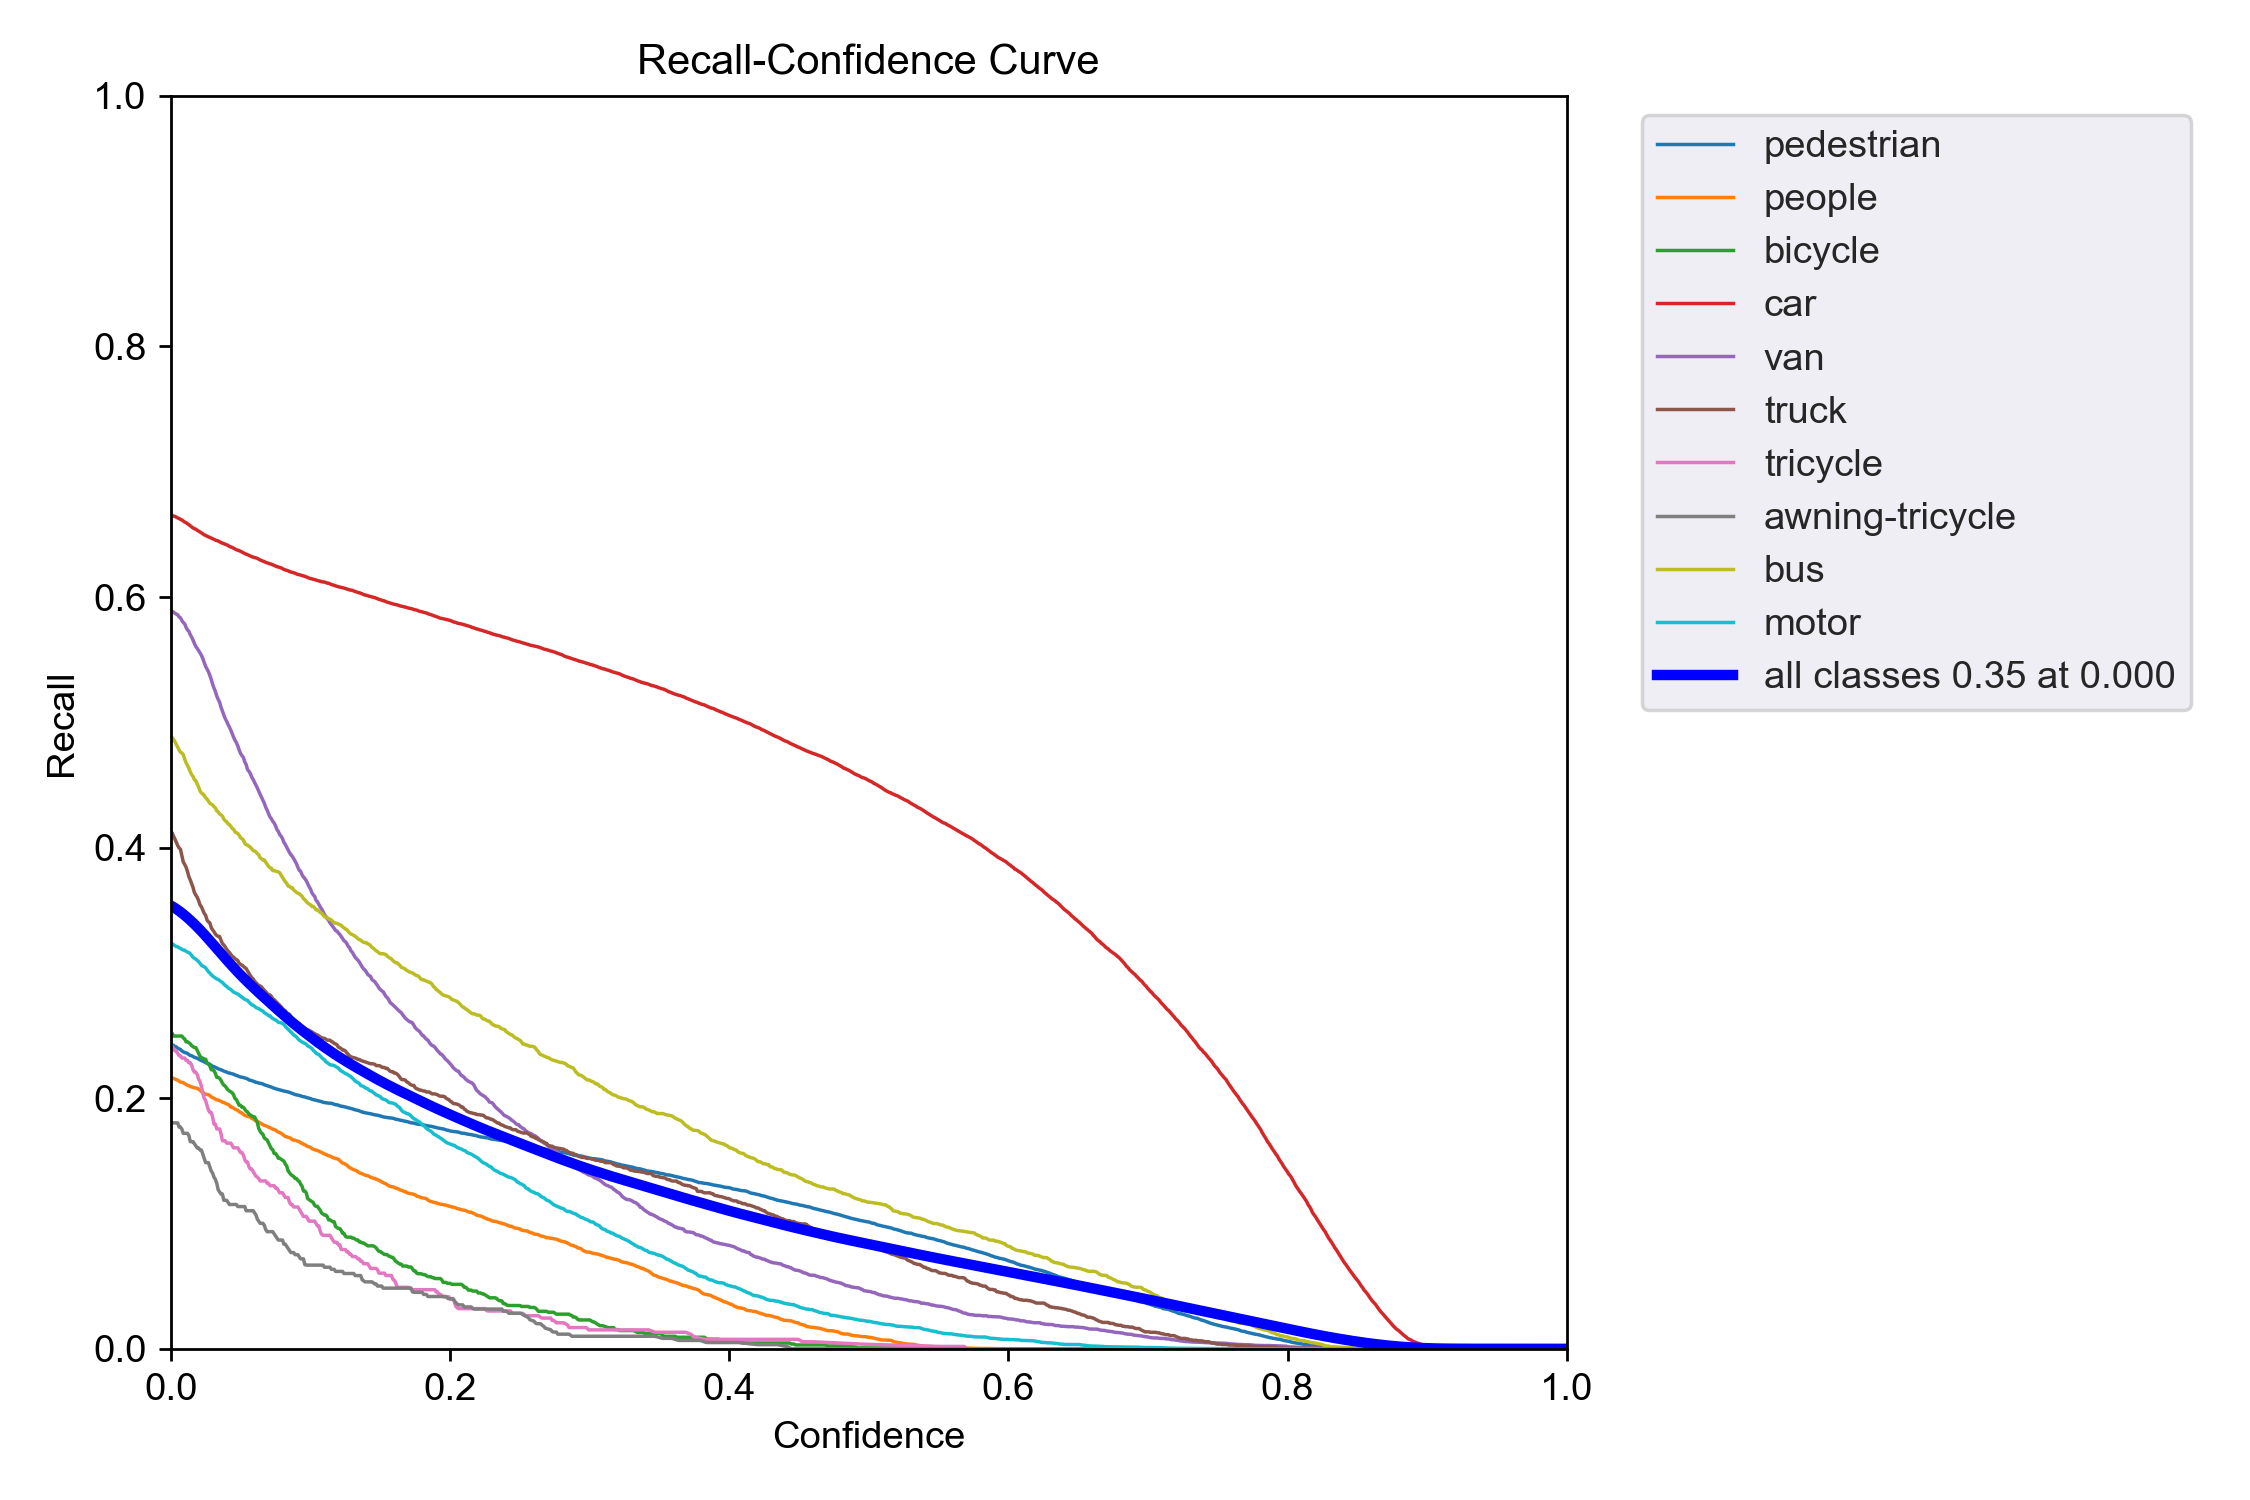 Recall-Confidence Curve
1.0
0.8
0.6
0.4
0.2
0.0
Recall
0.0 0.2 0.4 0.6 0.8 1.0
Confidence
pedestrian
people
bicycle
car
van
truck
tricycle
awning-tricycle
bus
motor
all classes 0.35 at 0.000